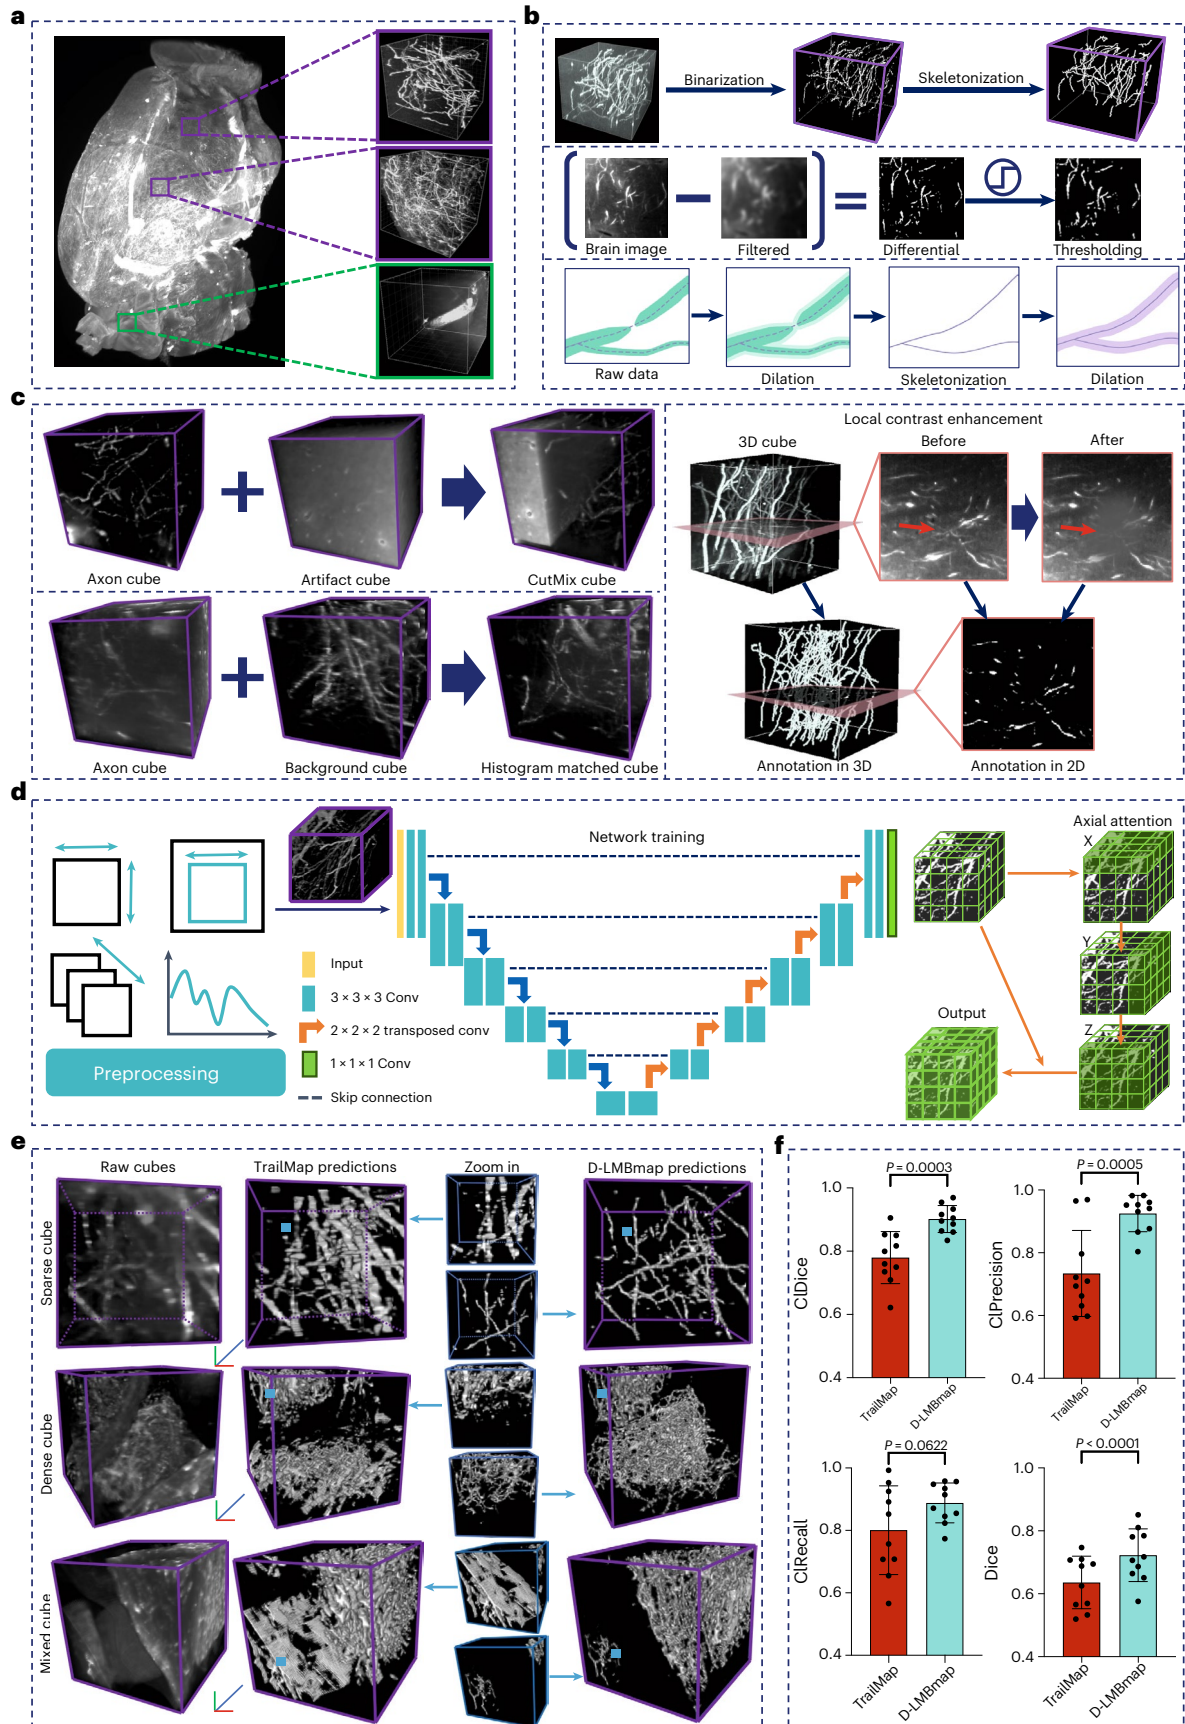 a
b
Binarization
Skeletonization
Brain image
Filtered
Differential
Thresholding
Raw data
Dilation
Skeletonization
Dilation
c
Axon cube
Artifact cube
CutMix cube
Axon cube
Background cube
Histogram matched cube
Local contrast enhancement
3D cube
Before
After
Annotation in 3D
Annotation in 2D
d
Preprocessing
Network training
Input
3 × 3 × 3 Conv
2 × 2 × 2 transposed conv
1 × 1 × 1 Conv
Skip connection
Axial attention
X
Y
Z
Output
e
Raw cubes
TrailMap predictions
Zoom in
D-LMBmap predictions
Sparse cube
Dense cube
Mixed cube
f
P = 0.0003
1.0
0.8
0.6
0.4
ClDice
TrailMap
D-LMBmap
P = 0.0005
1.0
0.8
0.6
0.4
ClPrecision
TrailMap
D-LMBmap
P = 0.0622
1.0
0.8
0.6
0.4
ClRecall
TrailMap
D-LMBmap
P < 0.0001
1.0
0.8
0.6
0.4
Dice
TrailMap
D-LMBmap